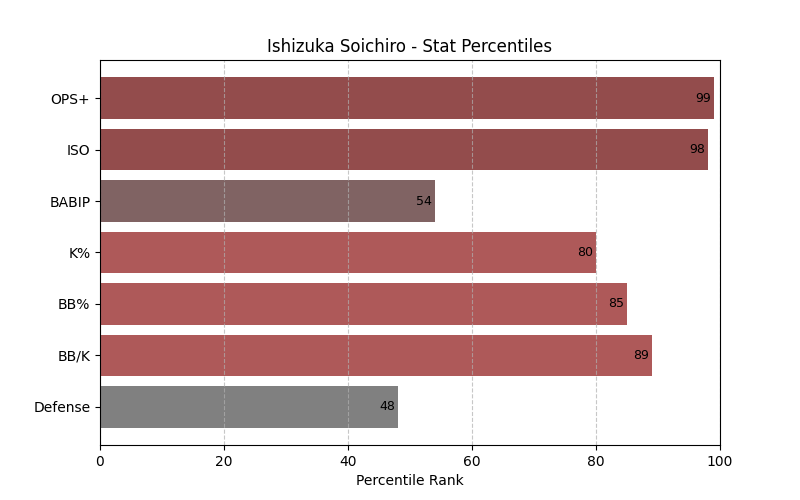 Ishizuka Soichiro - Stat Percentiles
OPS+ 99
ISO 98
BABIP 54
K% 80
BB% 85
BB/K 89
Defense 48
0 20 40 60 80 100
Percentile Rank